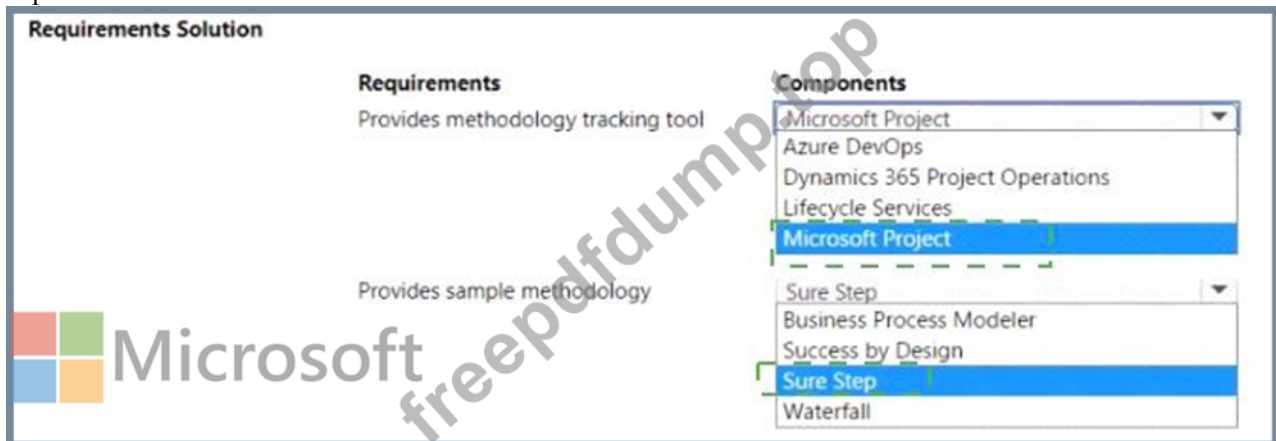 Requirements Solution
Requirements Components
Provides methodology tracking tool Microsoft Project
Azure DevOps
Dynamics 365 Project Operations
Lifecycle Services
Microsoft Project
Provides sample methodology Sure Step
Business Process Modeler
Success by Design
Sure Step
Waterfall
Microsoft
freepdfdump.top